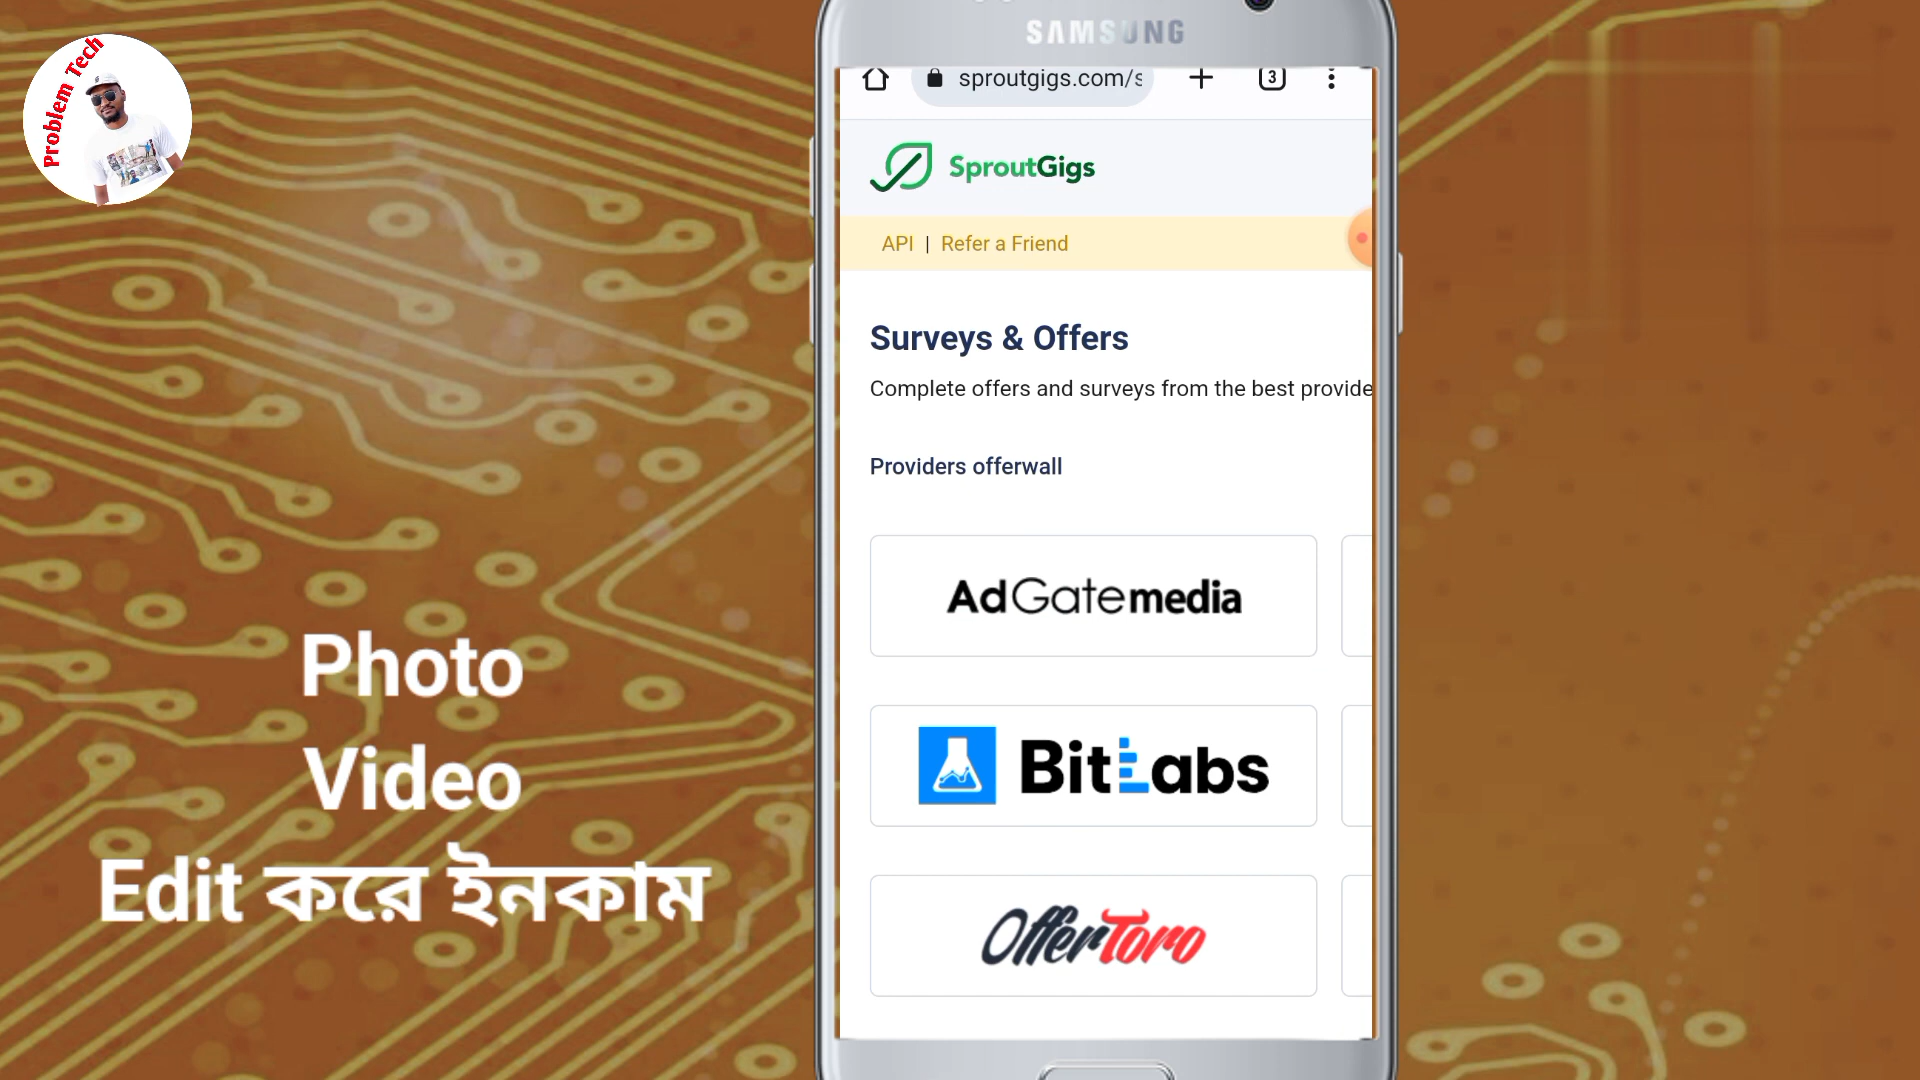 Problem Tech
SAMSUNG
sproutgigs.com/s
3
SproutGigs
API | Refer a Friend
Surveys & Offers
Complete offers and surveys from the best provide
Providers offerwall
AdGatemedia
BitLabs
OfferToro
Photo
Video
Edit করে ইনকাম